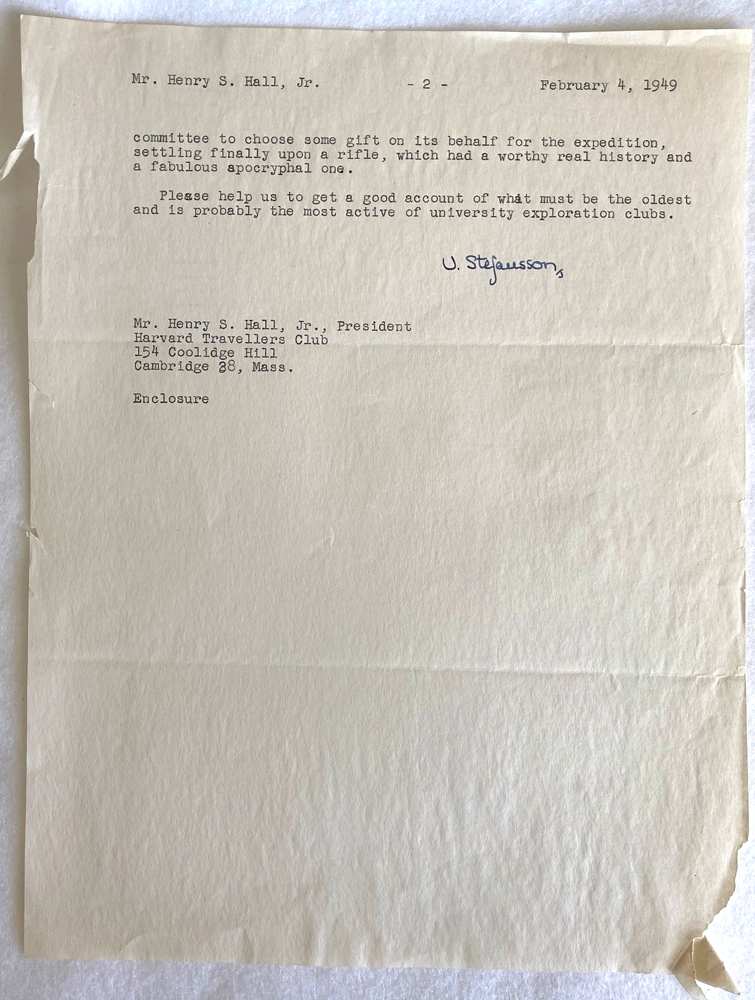 Mr. Henry S. Hall, Jr. - 2 - February 4, 1949
committee to choose some gift on its behalf for the expedition,
settling finally upon a rifle, which had a worthy real history and
a fabulous apocryphal one.
Please help us to get a good account of what must be the oldest
and is probably the most active of university exploration clubs.
V. Stefansson,
Mr. Henry S. Hall, Jr., President
Harvard Travellers Club
154 Coolidge Hill
Cambridge 38, Mass.
Enclosure